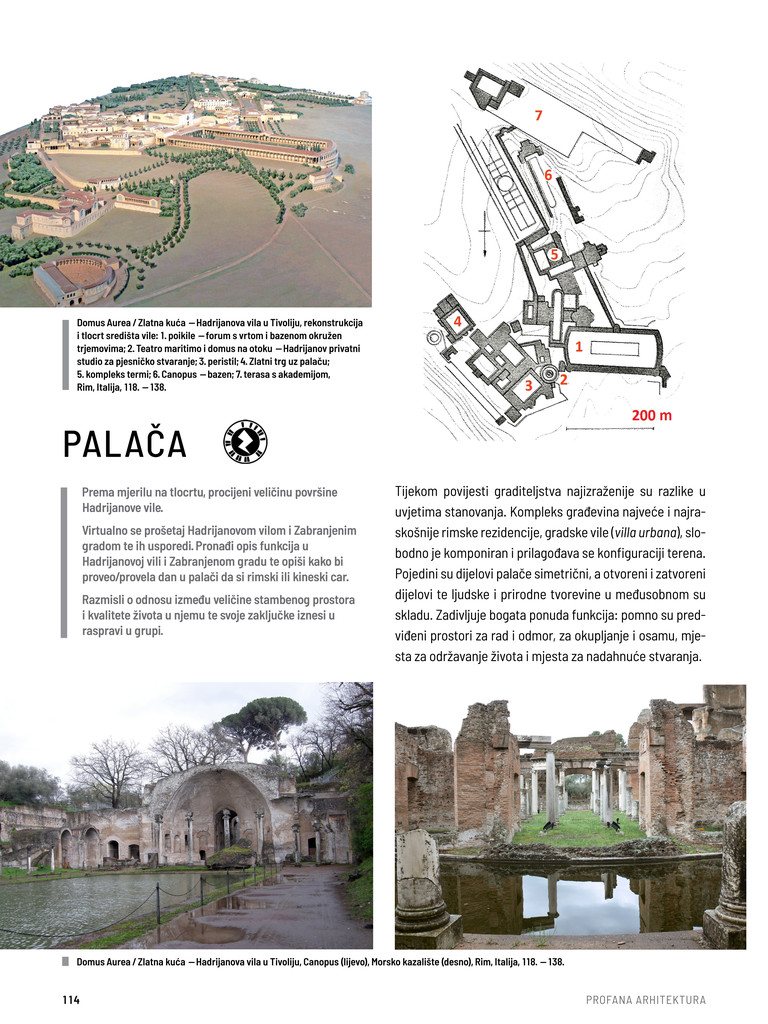 7
6
5
4
1
3
2
200 m
Domus Aurea / Zlatna kuća — Hadrijanova vila u Tivoliju, rekonstrukcija
i tlocrt središta vile: 1. poikile — forum s vrtom i bazenom okružen
trjemovima; 2. Teatro maritimo i domus na otoku — Hadrijanov privatni
studio za pjesničko stvaranje; 3. peristil; 4. Zlatni trg uz palaču;
5. kompleks termi; 6. Canopus — bazen; 7. terasa s akademijom,
Rim, Italija, 118. — 138.
PALAČA
Prema mjerilu na tlocrtu, procijeni veličinu površine
Hadrijanove vile.
Virtualno se prošetaj Hadrijanovom vilom i Zabranjenim
gradom te ih usporedi. Pronađi opis funkcija u
Hadrijanovoj vili i Zabranjenom gradu te opiši kako bi
proveo/provela dan u palači da si rimski ili kineski car.
Razmisli o odnosu između veličine stambenog prostora
i kvalitete života u njemu te svoje zaključke iznesi u
raspravi u grupi.
Tijekom povijesti graditeljstva najizraženije su razlike u
uvjetima stanovanja. Kompleks građevina najveće i najra-
skošnije rimske rezidencije, gradske vile (villa urbana), slo-
bodno je komponiran i prilagođava se konfiguraciji terena.
Pojedini su dijelovi palače simetrični, a otvoreni i zatvoreni
dijelovi te ljudske i prirodne tvorevine u međusobnom su
skladu. Zadivljuje bogata ponuda funkcija: pomno su pred-
viđeni prostori za rad i odmor, za okupljanje i osamu, mje-
sta za održavanje života i mjesta za nadahnuće stvaranja.
Domus Aurea / Zlatna kuća — Hadrijanova vila u Tivoliju, Canopus (lijevo), Morsko kazalište (desno), Rim, Italija, 118. — 138.
114
PROFANA ARHITEKTURA